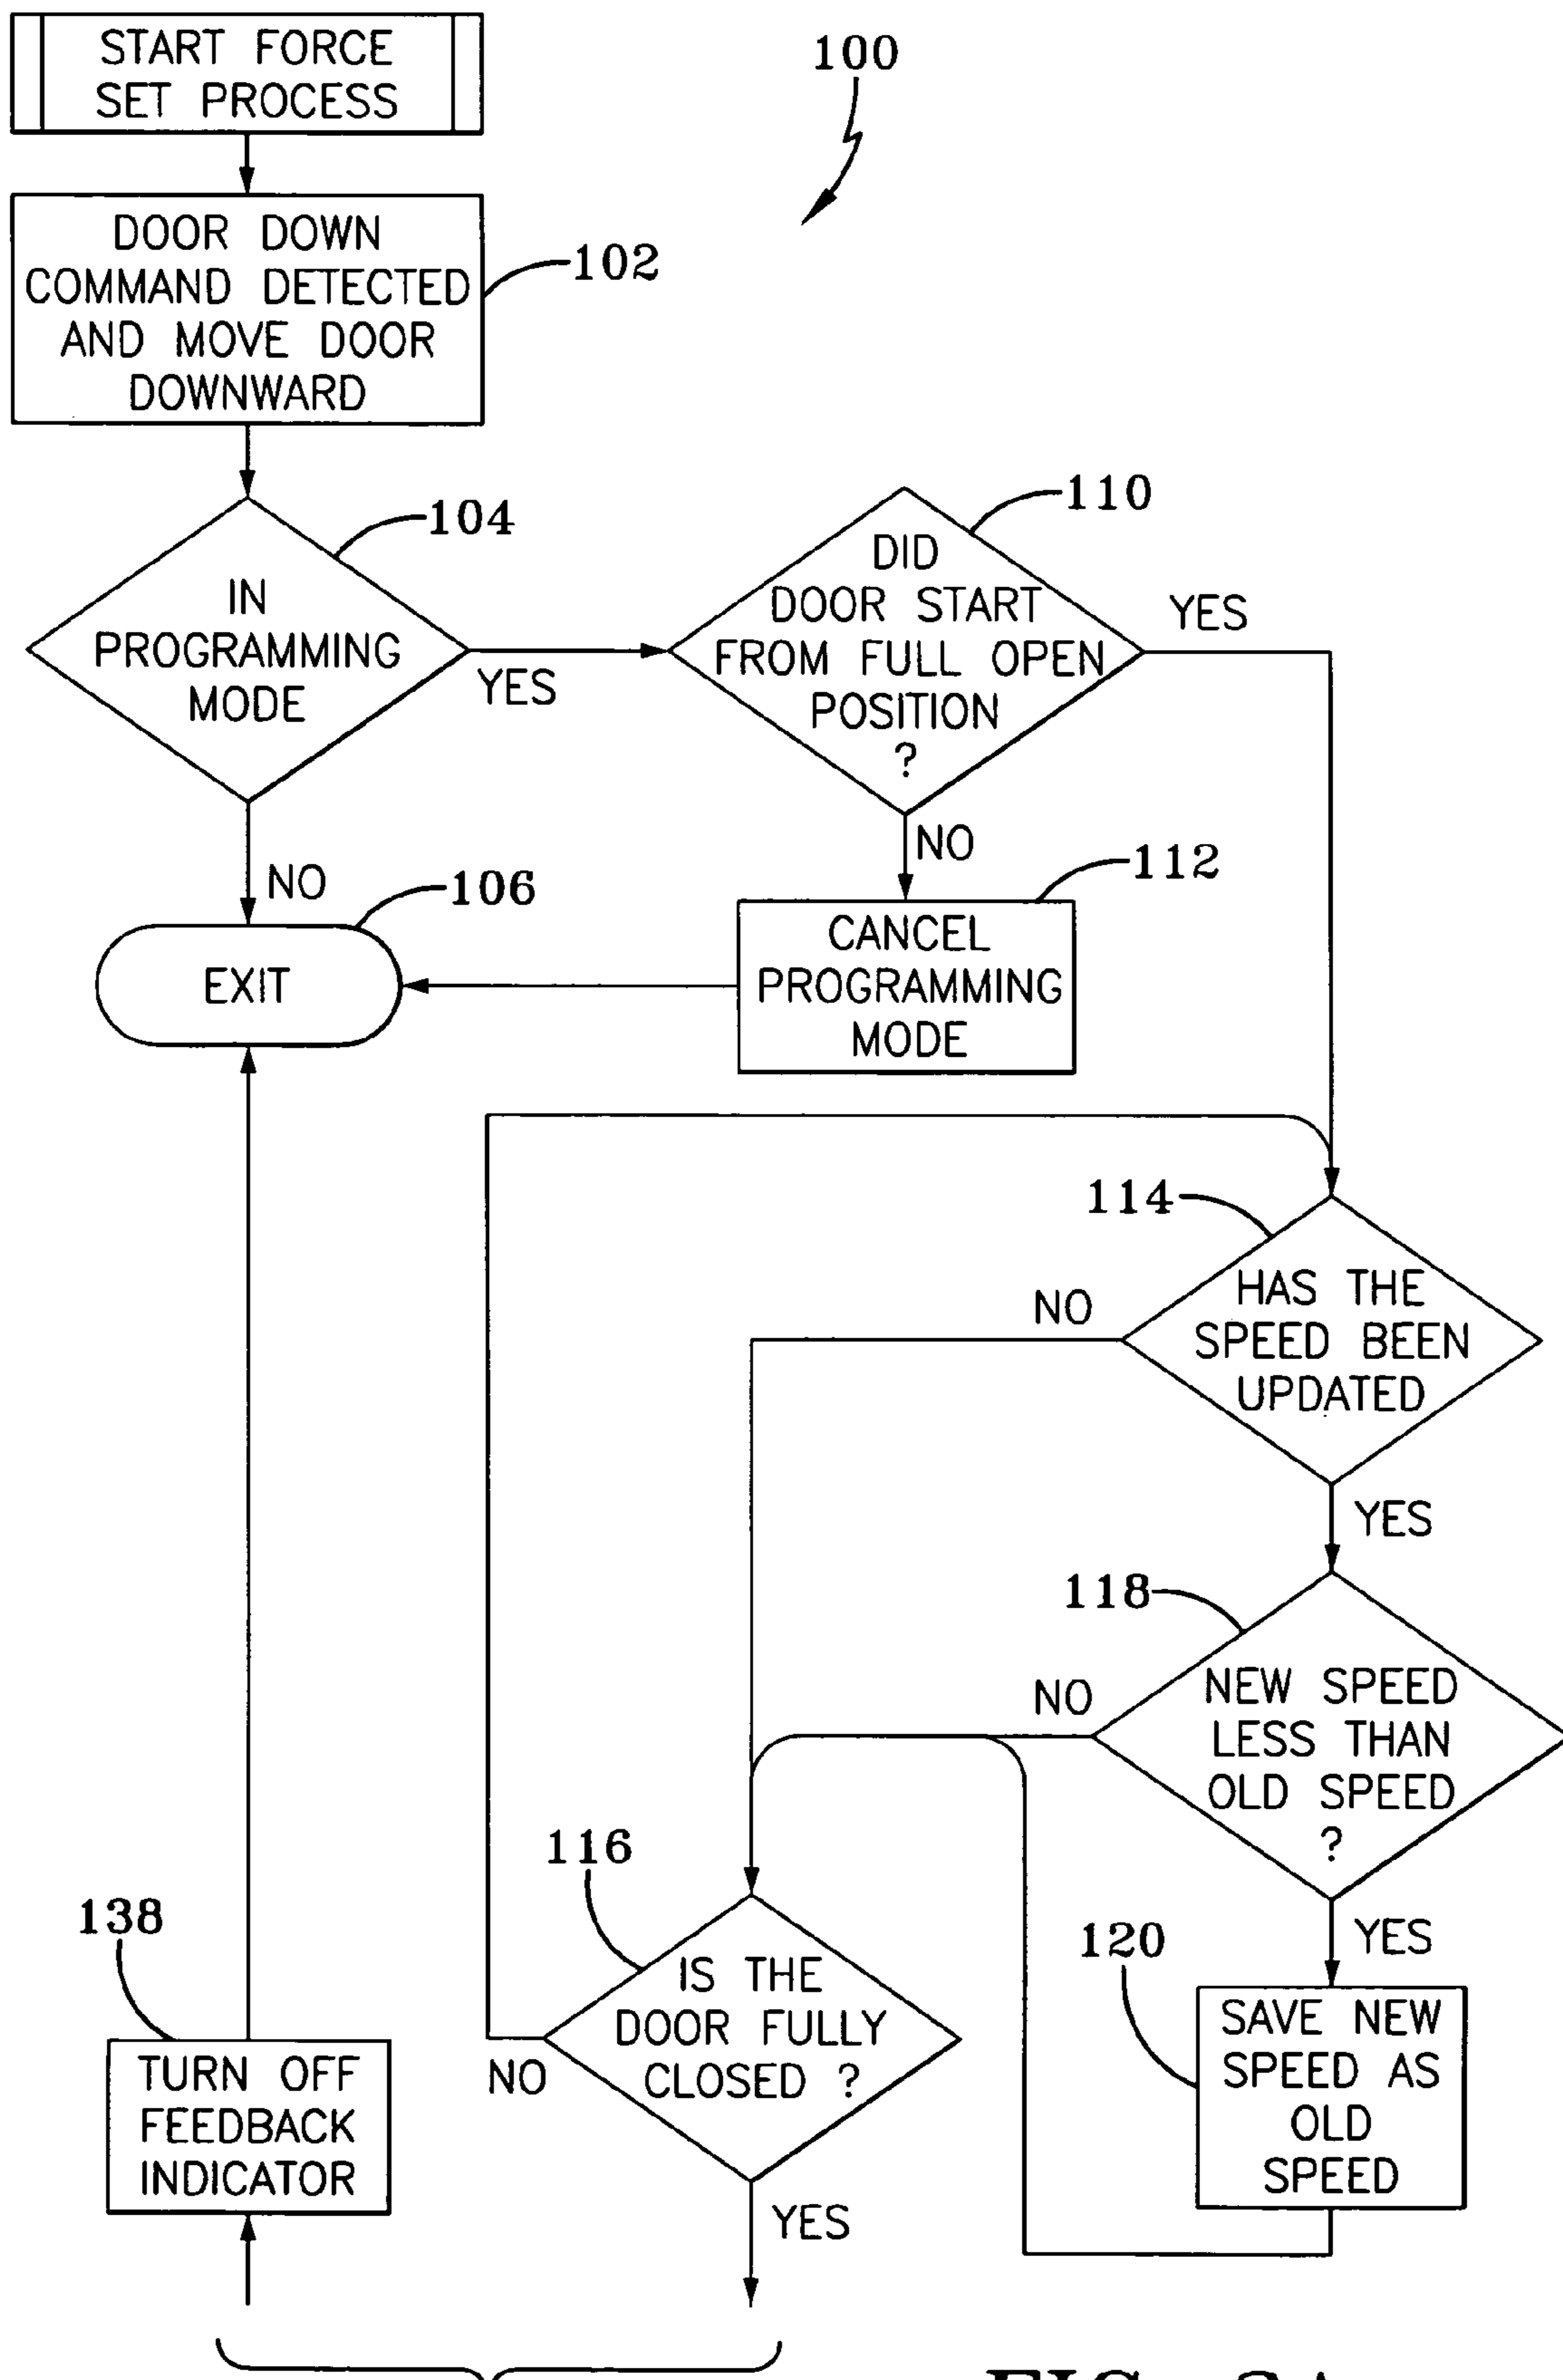 START FORCE
SET PROCESS
100
DOOR DOWN
COMMAND DETECTED
AND MOVE DOOR
DOWNWARD
102
104
IN
PROGRAMMING
MODE
YES
NO
110
DID
DOOR START
FROM FULL OPEN
POSITION
?
YES
NO
106
EXIT
112
CANCEL
PROGRAMMING
MODE
114
HAS THE
SPEED BEEN
UPDATED
NO
YES
118
NEW SPEED
LESS THAN
OLD SPEED
?
NO
YES
116
IS THE
DOOR FULLY
CLOSED ?
NO
YES
120
SAVE NEW
SPEED AS
OLD
SPEED
138
TURN OFF
FEEDBACK
INDICATOR